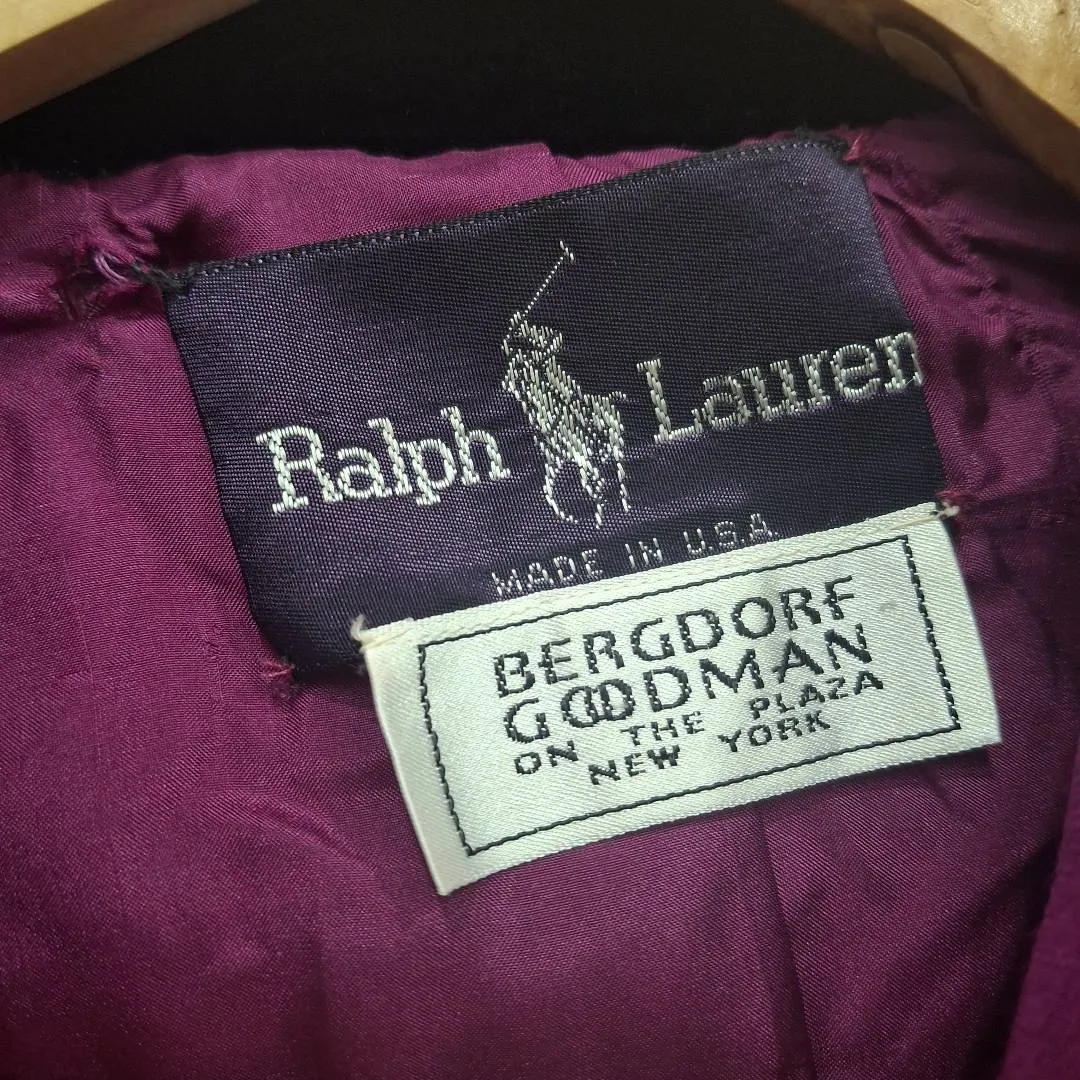 Ralph Lauren
MADE IN U.S.A.
BERGDORF
GOODMAN
ON THE PLAZA
NEW YORK